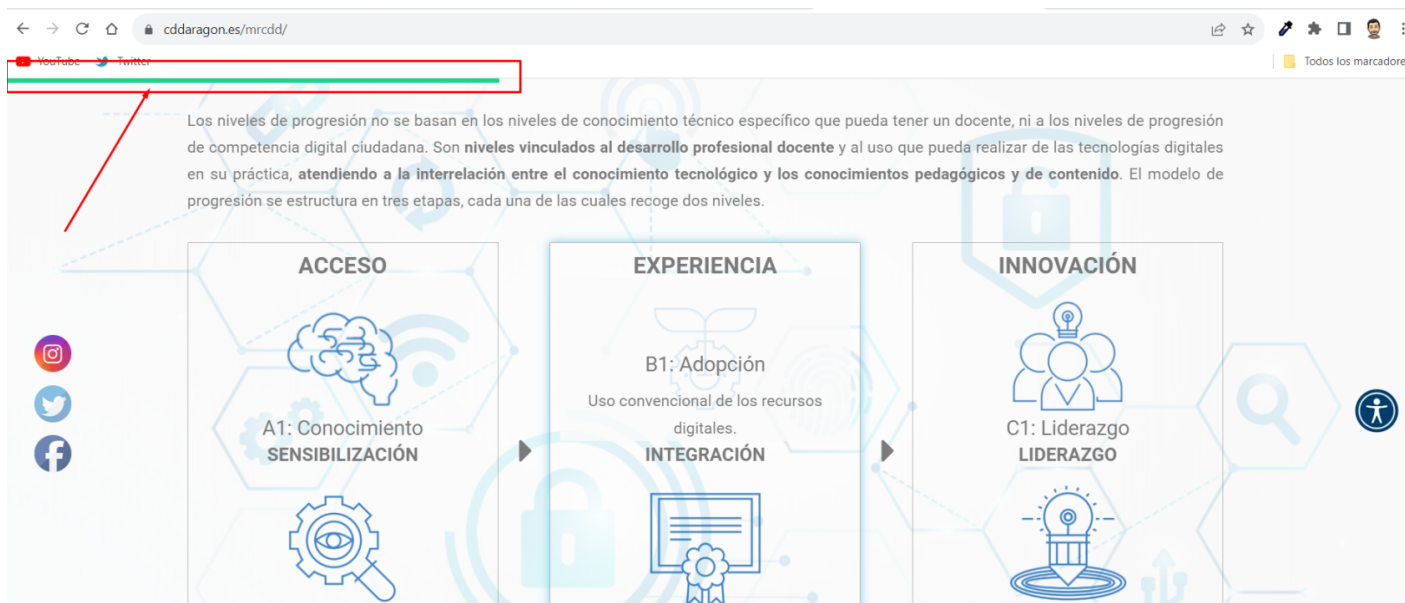 cddaragon.es/mrcdd/
YouTube Twitter Todos los marcadore
Los niveles de progresión no se basan en los niveles de conocimiento técnico específico que pueda tener un docente, ni a los niveles de progresión
de competencia digital ciudadana. Son niveles vinculados al desarrollo profesional docente y al uso que pueda realizar de las tecnologías digitales
en su práctica, atendiendo a la interrelación entre el conocimiento tecnológico y los conocimientos pedagógicos y de contenido. El modelo de
progresión se estructura en tres etapas, cada una de las cuales recoge dos niveles.
ACCESO
A1: Conocimiento
SENSIBILIZACIÓN
EXPERIENCIA
B1: Adopción
Uso convencional de los recursos
digitales.
INTEGRACIÓN
INNOVACIÓN
C1: Liderazgo
LIDERAZGO